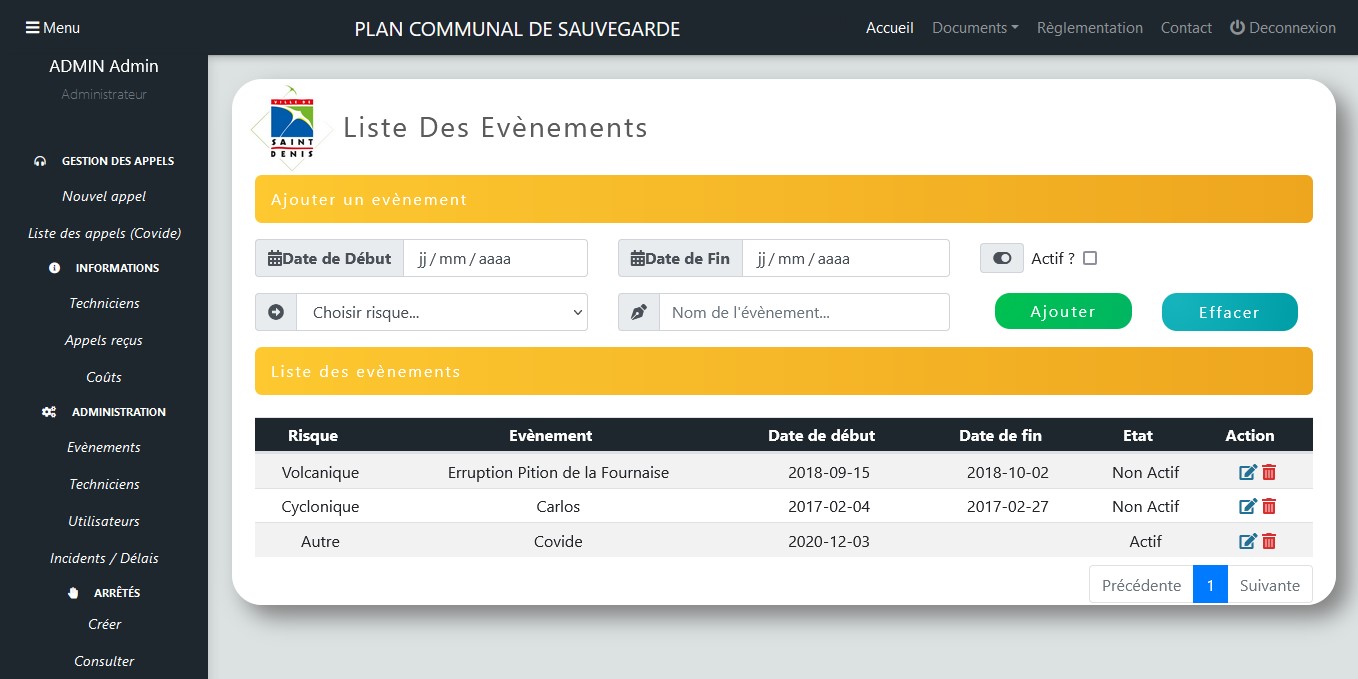 Menu
PLAN COMMUNAL DE SAUVEGARDE
Accueil
Documents
Règlementation
Contact
Deconnexion
ADMIN Admin
Administrateur
GESTION DES APPELS
Nouvel appel
Liste des appels (Covide)
INFORMATIONS
Techniciens
Appels reçus
Coûts
ADMINISTRATION
Evènements
Techniciens
Utilisateurs
Incidents / Délais
ARRÊTÉS
Créer
Consulter
VILLE DE
SAINT
DENIS
Liste Des Evènements
Ajouter un evènement
Date de Début jj / mm / aaaa
Date de Fin jj / mm / aaaa
Actif ?
Choisir risque...
Nom de l'évènement...
Ajouter
Effacer
Liste des evènements
Risque Evènement Date de début Date de fin Etat Action
Volcanique Erruption Pition de la Fournaise 2018-09-15 2018-10-02 Non Actif
Cyclonique Carlos 2017-02-04 2017-02-27 Non Actif
Autre Covide 2020-12-03 Actif
Précédente 1 Suivante